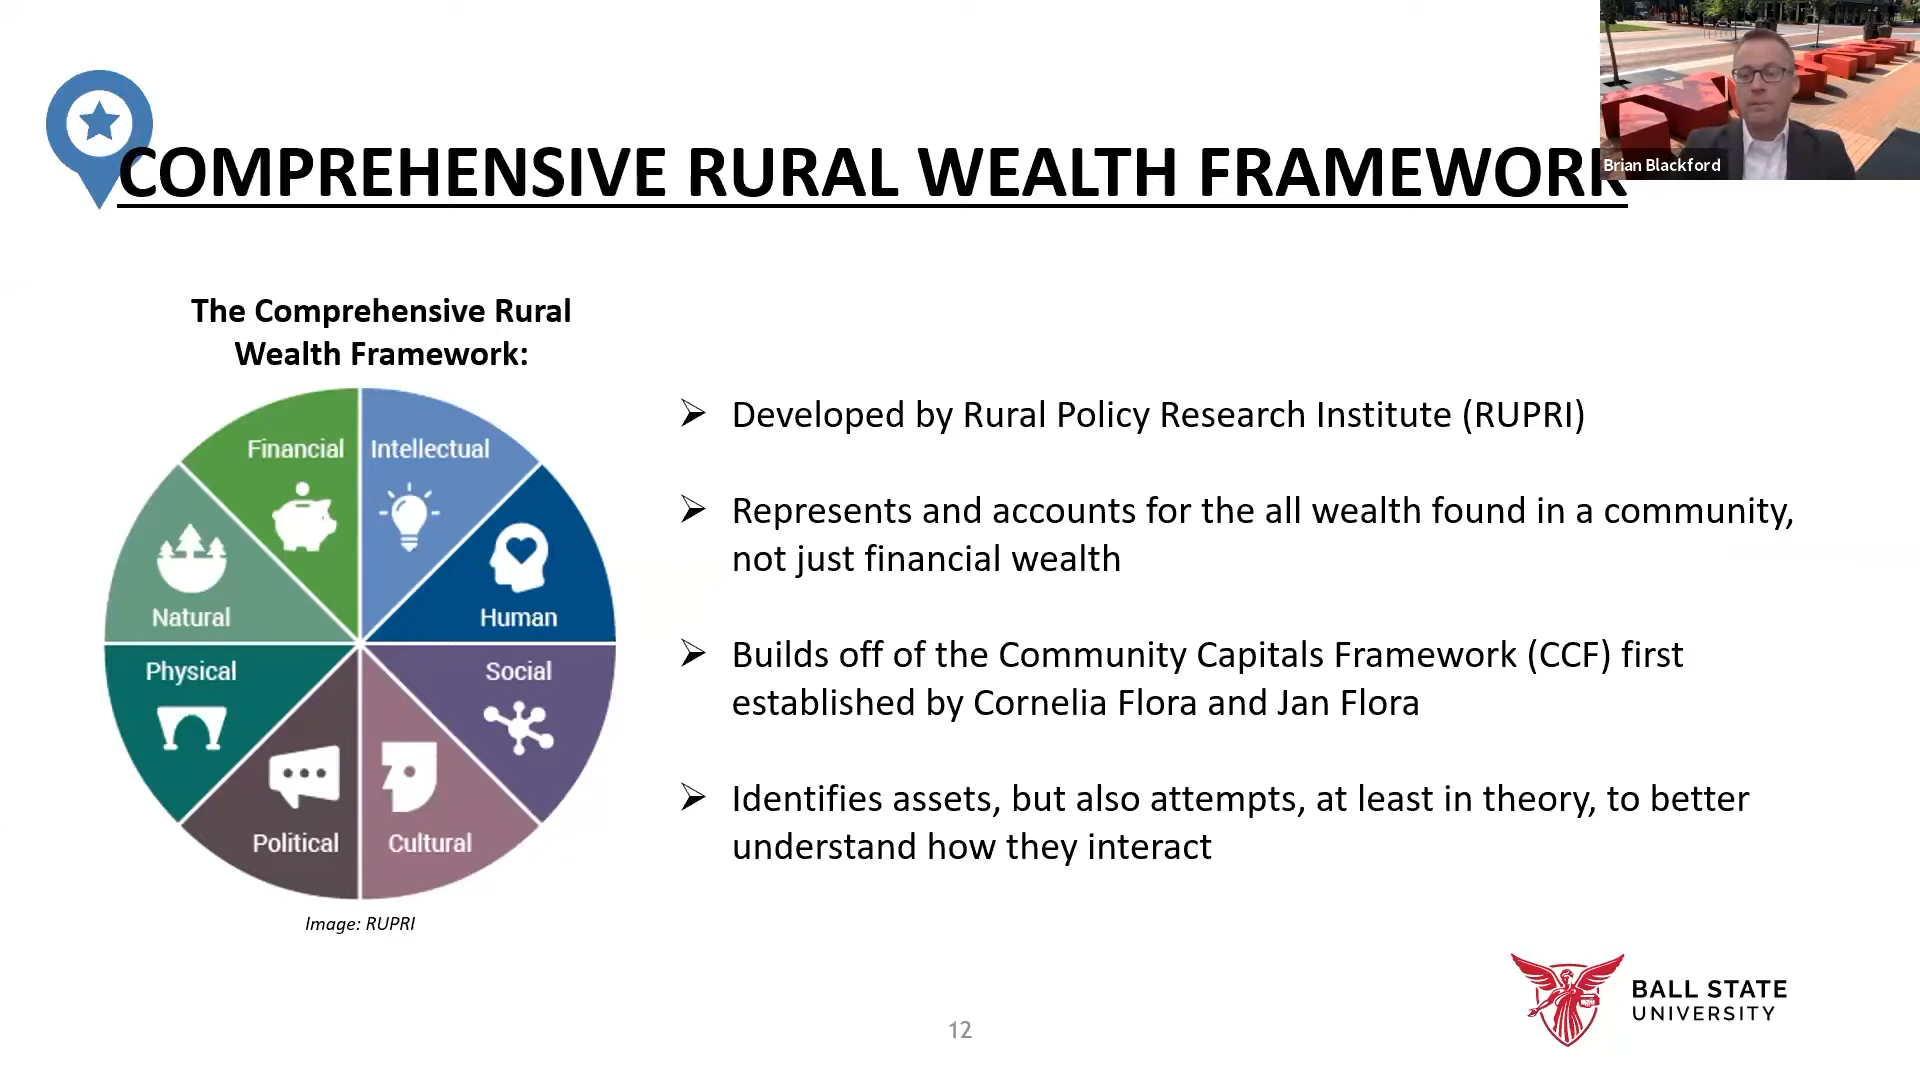 COMPREHENSIVE RURAL WEALTH FRAMEWORK
Brian Blackford
The Comprehensive Rural
Wealth Framework:
Financial
Intellectual
Natural
Human
Physical
Social
Political
Cultural
Image: RUPRI
Developed by Rural Policy Research Institute (RUPRI)
Represents and accounts for the all wealth found in a community,
not just financial wealth
Builds off of the Community Capitals Framework (CCF) first
established by Cornelia Flora and Jan Flora
Identifies assets, but also attempts, at least in theory, to better
understand how they interact
BALL STATE
UNIVERSITY
12